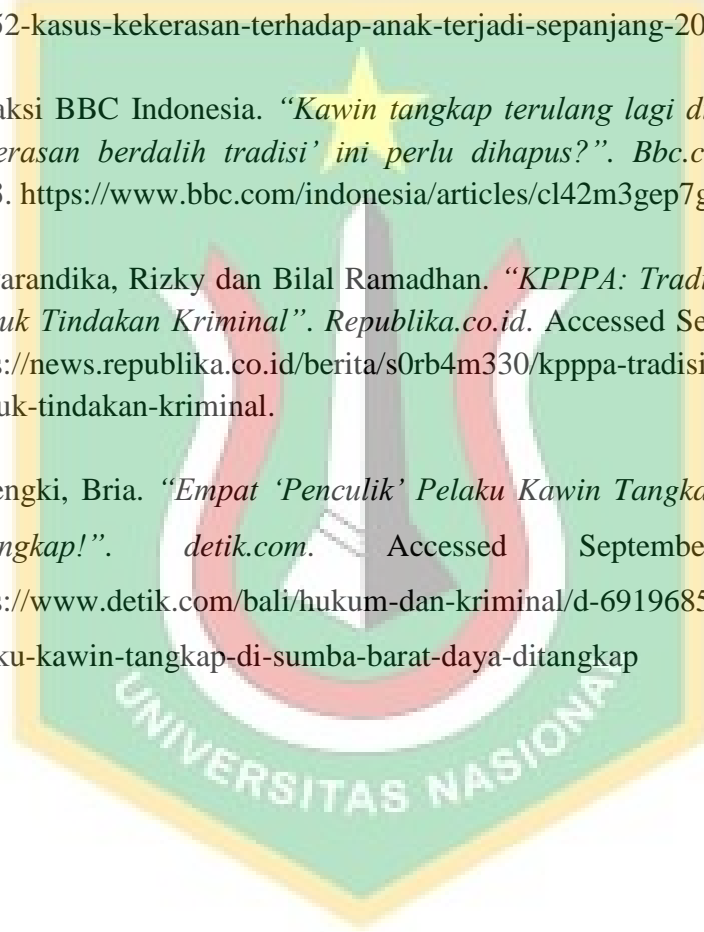 52-kasus-kekerasan-terhadap-anak-terjadi-sepanjang-20
aksi BBC Indonesia. “Kawin tangkap terulang lagi d
erasan berdalih tradisi’ ini perlu dihapus?”. Bbc.c
3. https://www.bbc.com/indonesia/articles/cl42m3gep7g
arandika, Rizky dan Bilal Ramadhan. “KPPPA: Tradi
uk Tindakan Kriminal”. Republika.co.id. Accessed Se
s://news.republika.co.id/berita/s0rb4m330/kpppa-tradisi
uk-tindakan-kriminal.
engki, Bria. “Empat ‘Penculik’ Pelaku Kawin Tangka
ngkap!”. detik.com. Accessed Septembe
s://www.detik.com/bali/hukum-dan-kriminal/d-6919685
ku-kawin-tangkap-di-sumba-barat-daya-ditangkap
UNIVERSITAS NASIONAL